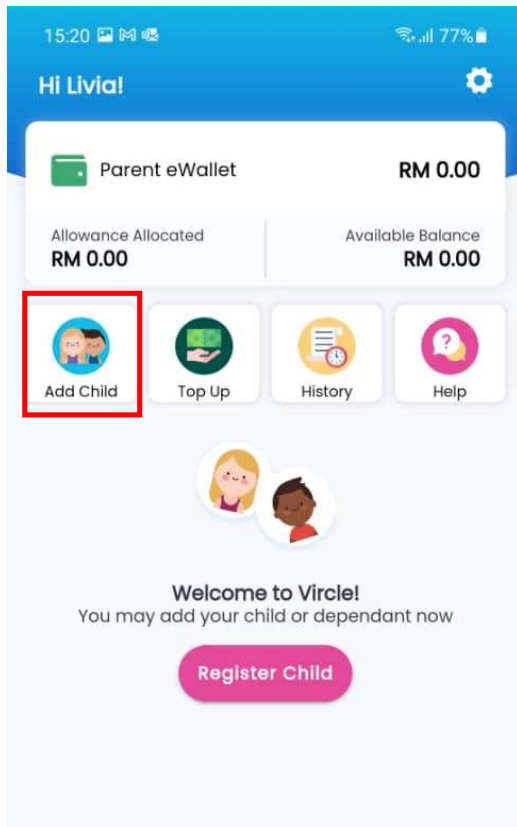 15:20 77%
Hi Livia!
Parent eWallet RM 0.00
Allowance Allocated Available Balance
RM 0.00 RM 0.00
Add Child Top Up History Help
Welcome to Vircle!
You may add your child or dependant now
Register Child